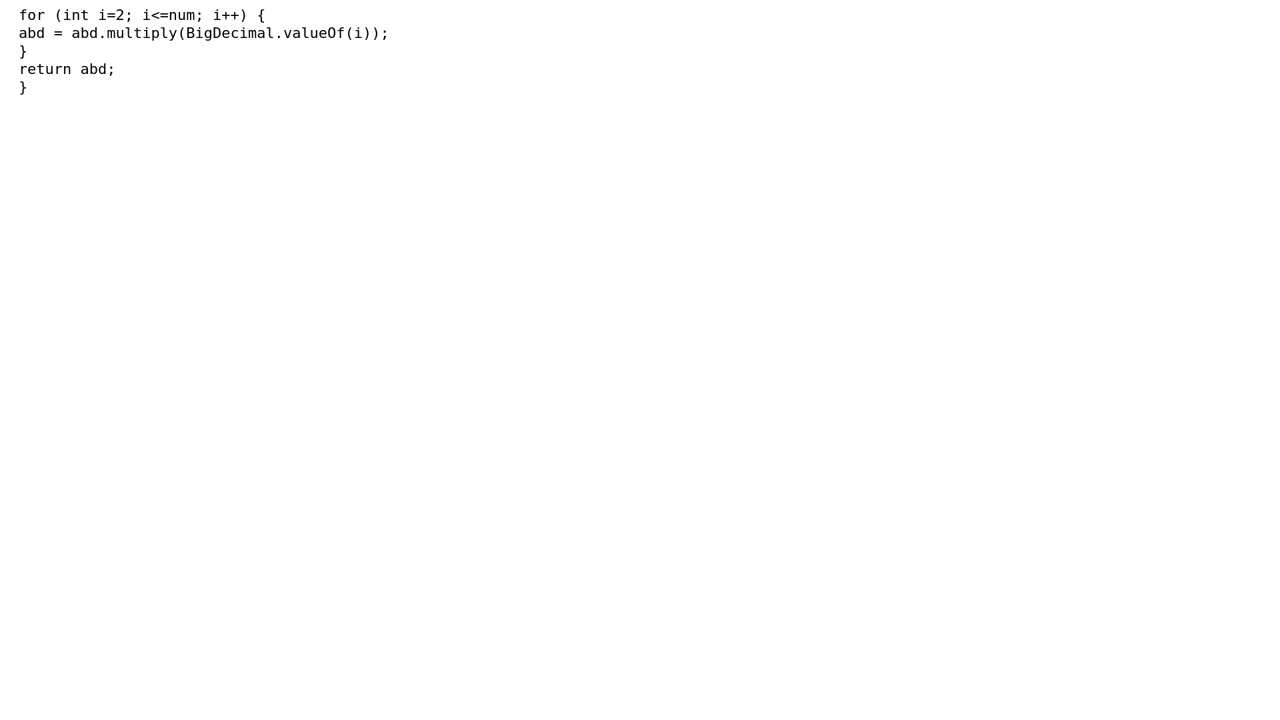 for (int i=2; i<=num; i++) {
abd = abd.multiply(BigDecimal.valueOf(i));
}
return abd;
}